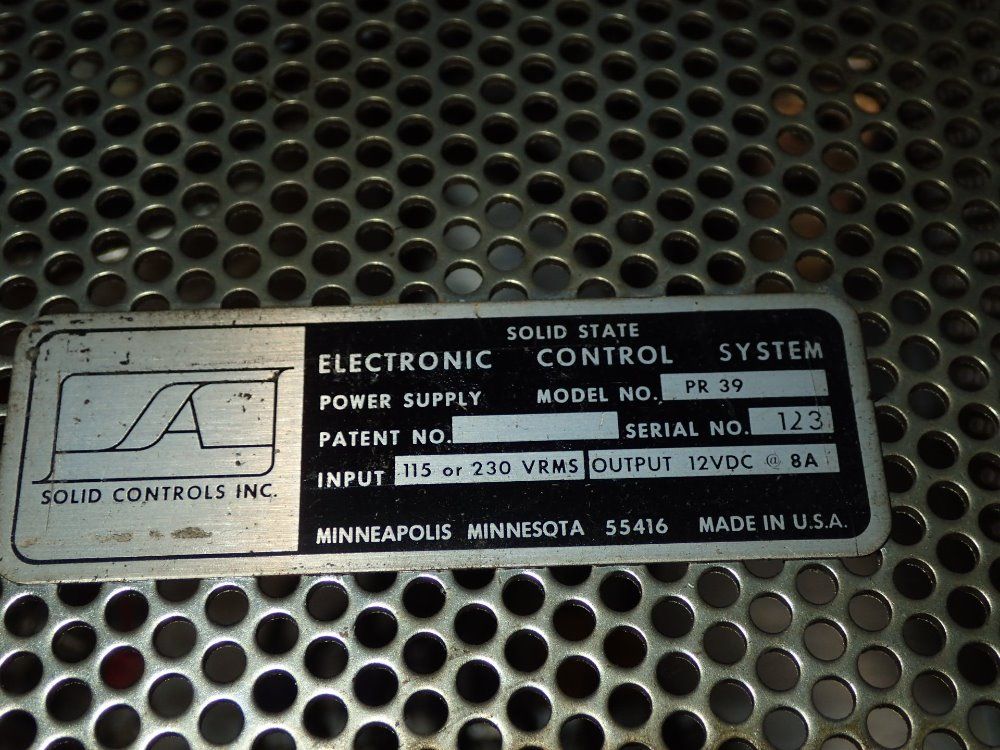 SOLID CONTROLS INC.
SOLID STATE
ELECTRONIC CONTROL SYSTEM
POWER SUPPLY MODEL NO. PR 39
PATENT NO. SERIAL NO. 123
INPUT 115 or 230 VRMS OUTPUT 12VDC @ 8A
MINNEAPOLIS MINNESOTA 55416 MADE IN U.S.A.